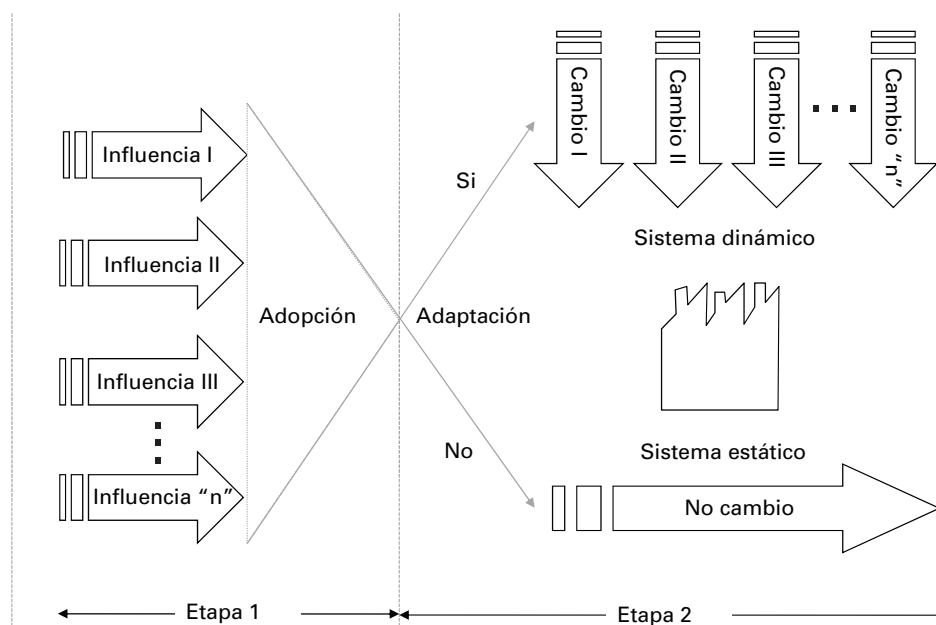 Influencia I
Influencia II
Influencia III
Influencia “n”
Adopción
Adaptación
Si
No
Cambio I
Cambio II
Cambio III
Cambio “n”
Sistema dinámico
Sistema estático
No cambio
Etapa 1
Etapa 2